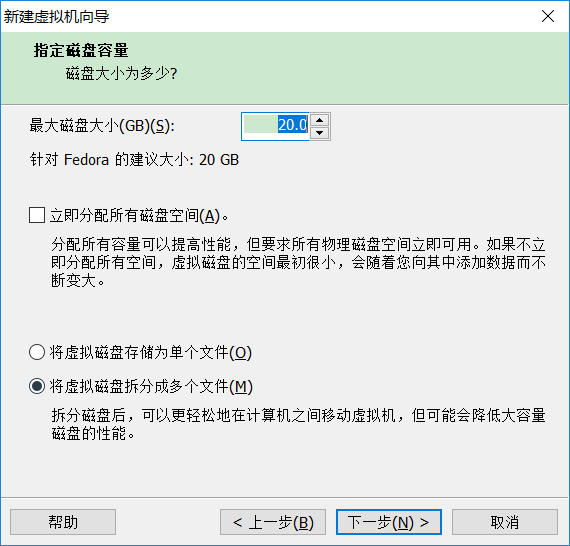 新建虚拟机向导
指定磁盘容量
磁盘大小为多少?
最大磁盘大小(GB)(S):
20.0
针对 Fedora 的建议大小: 20 GB
立即分配所有磁盘空间(A)。
分配所有容量可以提高性能，但要求所有物理磁盘空间立即可用。如果不立
即分配所有空间，虚拟磁盘的空间最初很小，会随着您向其中添加数据而不
断变大。
将虚拟磁盘存储为单个文件(O)
将虚拟磁盘拆分成多个文件(M)
拆分磁盘后，可以更轻松地在计算机之间移动虚拟机，但可能会降低大容量
磁盘的性能。
帮助
< 上一步(B)
下一步(N) >
取消